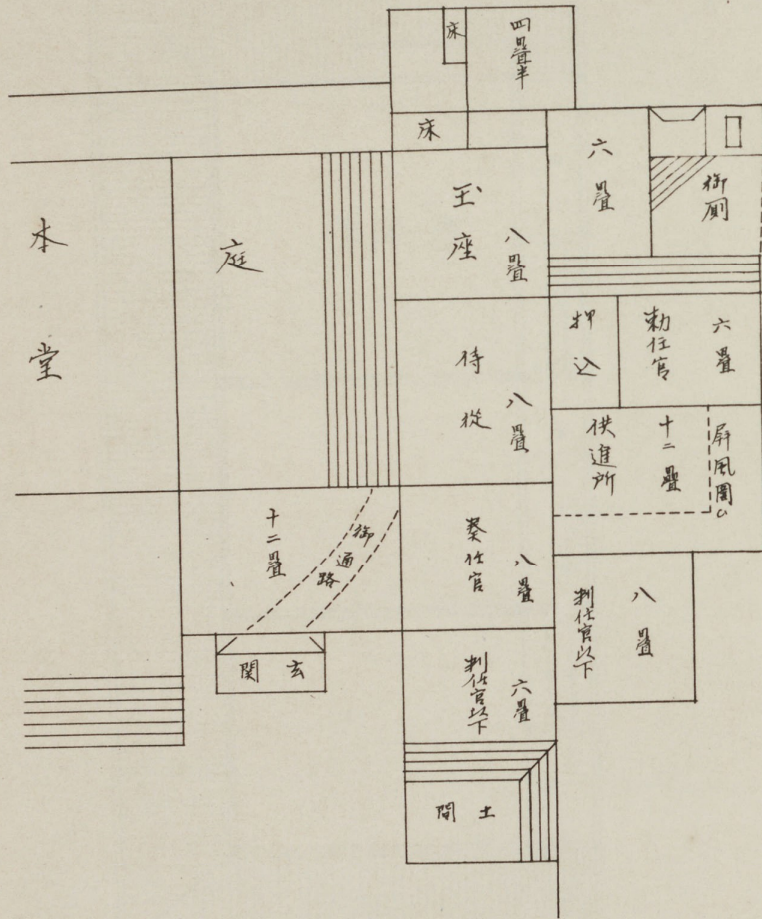 四畳半
床
床
六畳
御厠
玉座
八畳
庭
本堂
侍従
八畳
押込
勅任官
六畳
供進所
十二畳
屏風囲い
十二畳
御通路
奏任官
八畳
判任官以下
八畳
判任官以下
六畳
関玄
間土